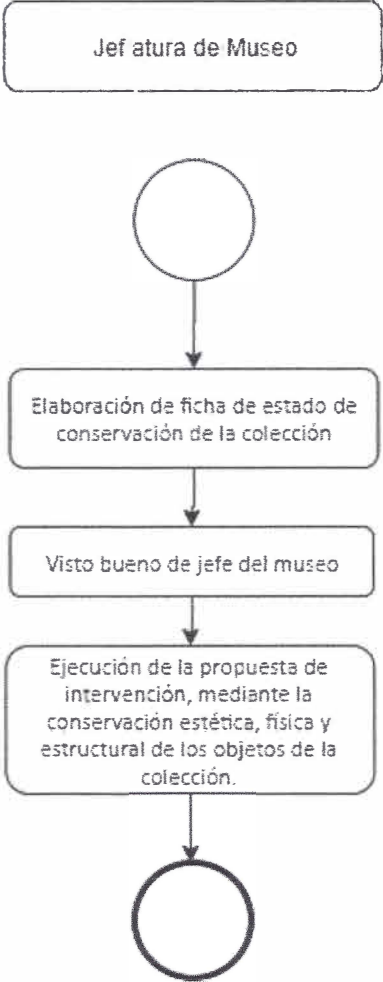 Jef atura de Museo
Elaboración de ficha de estado de
conservación de la colección
Visto bueno de jefe del museo
Ejecución de la propuesta de
intervención, mediante la
conservación estética, física y
estructural de los objetos de la
colección.